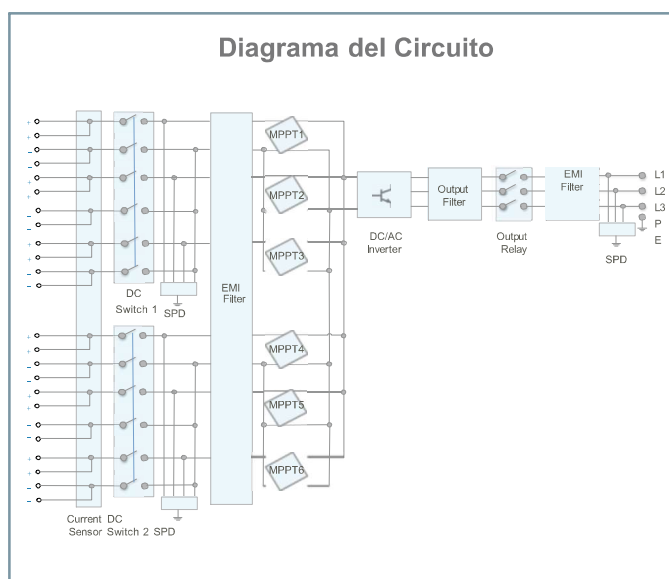 Diagrama del Circuito
+
+
−
−
+
+
−
−
+
+
−
−
DC
Switch 1
SPD
EMI
Filter
MPPT1
MPPT2
MPPT3
MPPT4
MPPT5
MPPT6
DC/AC
Inverter
Output
Filter
Output
Relay
EMI
Filter
SPD
L1
L2
L3
P
E
+
+
−
−
+
+
−
−
+
+
−
−
Current DC
Sensor Switch 2 SPD